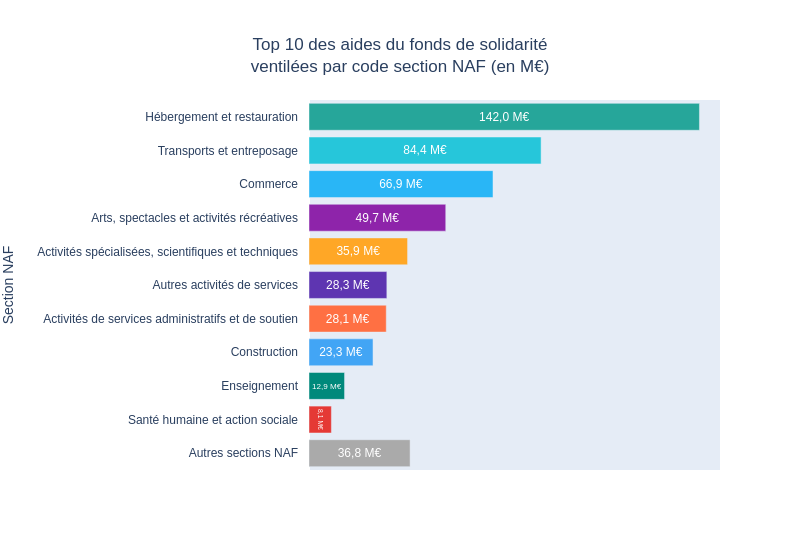 Top 10 des aides du fonds de solidarité
ventilées par code section NAF (en M€)
Section NAF
Hébergement et restauration 142,0 M€
Transports et entreposage 84,4 M€
Commerce 66,9 M€
Arts, spectacles et activités récréatives 49,7 M€
Activités spécialisées, scientifiques et techniques 35,9 M€
Autres activités de services 28,3 M€
Activités de services administratifs et de soutien 28,1 M€
Construction 23,3 M€
Enseignement 12,9 M€
Santé humaine et action sociale 8,1 M€
Autres sections NAF 36,8 M€